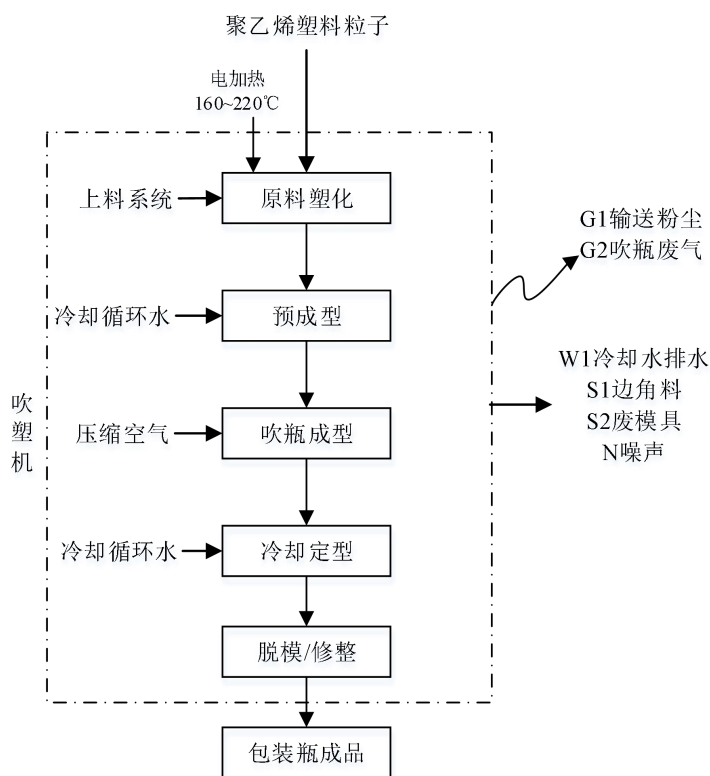 聚乙烯塑料粒子
电加热
160~220℃
上料系统
原料塑化
G1输送粉尘
G2吹瓶废气
冷却循环水
预成型
W1冷却水排水
S1边角料
S2废模具
N噪声
吹塑机
压缩空气
吹瓶成型
冷却循环水
冷却定型
脱模/修整
包装瓶成品